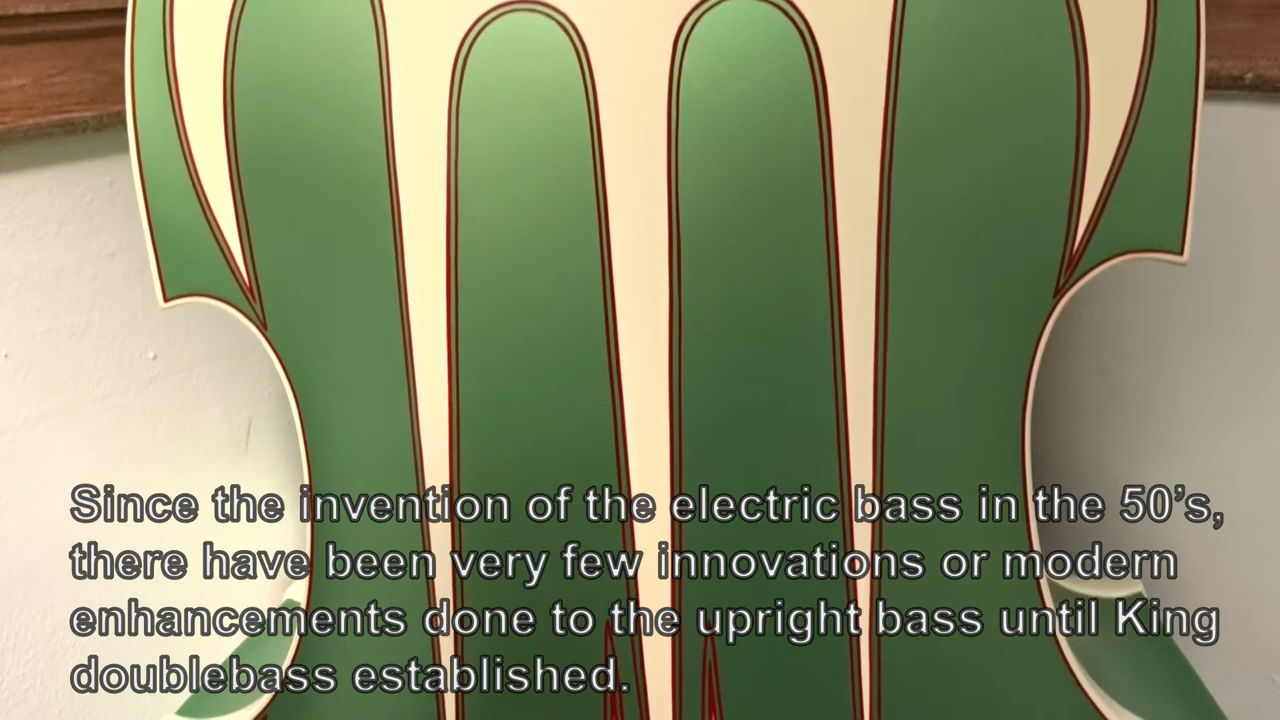 Since the invention of the electric bass in the 50’s,
there have been very few innovations or modern
enhancements done to the upright bass until King
doublebass established.